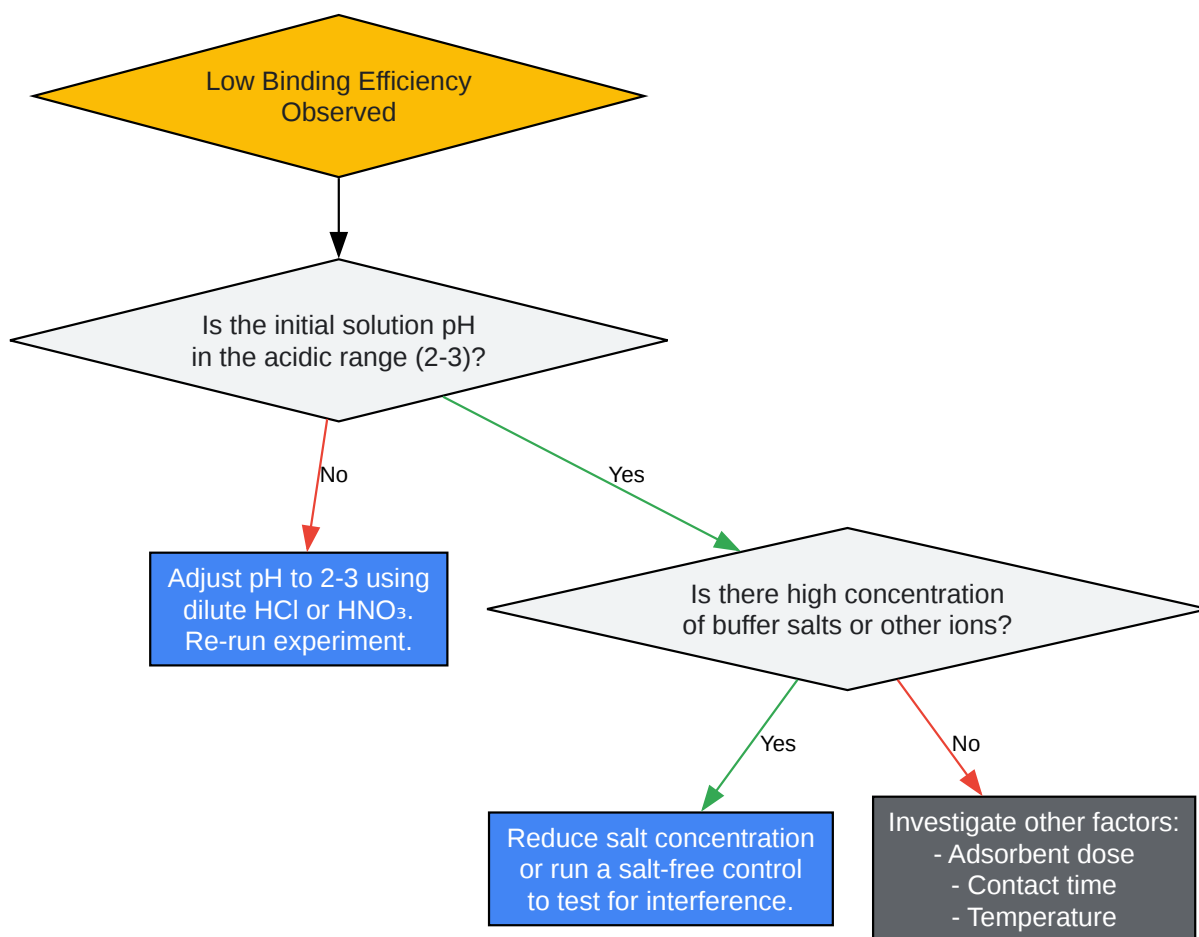 Low Binding Efficiency
Observed
Is the initial solution pH
in the acidic range (2-3)?
No
Yes
Adjust pH to 2-3 using
dilute HCl or HNO₃.
Re-run experiment.
Is there high concentration
of buffer salts or other ions?
Yes
No
Reduce salt concentration
or run a salt-free control
to test for interference.
Investigate other factors:
- Adsorbent dose
- Contact time
- Temperature